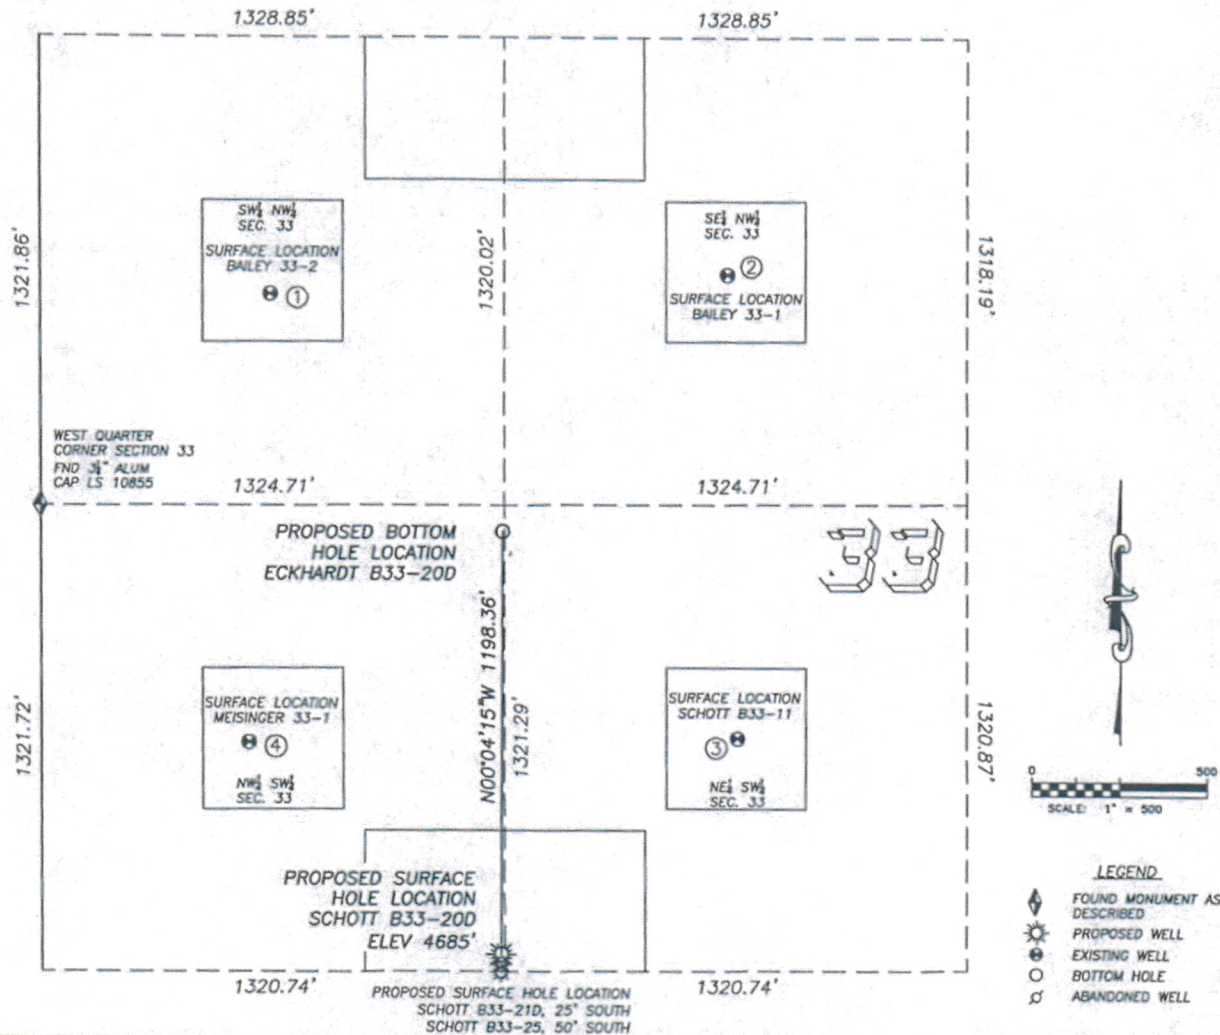 1328.85'
1328.85'
SW¼ NW¼
SEC. 33
SURFACE LOCATION
BAILEY 33-2
①
SE¼ NW¼
SEC. 33
②
SURFACE LOCATION
BAILEY 33-1
1321.86'
1320.02'
1318.19'
WEST QUARTER
CORNER SECTION 33
FND 3¼" ALUM
CAP LS 10855
1324.71'
1324.71'
PROPOSED BOTTOM
HOLE LOCATION
ECKHARDT B33-20D
33
N00°04'15"W 1198.36'
1321.29'
1321.72'
1320.87'
SURFACE LOCATION
MEISINGER 33-1
④
NW¼ SW¼
SEC. 33
SURFACE LOCATION
SCHOTT B33-11
③
NE¼ SW¼
SEC. 33
0 500
SCALE: 1" = 500
PROPOSED SURFACE
HOLE LOCATION
SCHOTT B33-20D
ELEV 4685'
1320.74'
1320.74'
PROPOSED SURFACE HOLE LOCATION
SCHOTT B33-21D, 25' SOUTH
SCHOTT B33-25, 50' SOUTH
LEGEND
FOUND MONUMENT AS
DESCRIBED
PROPOSED WELL
EXISTING WELL
BOTTOM HOLE
ABANDONED WELL